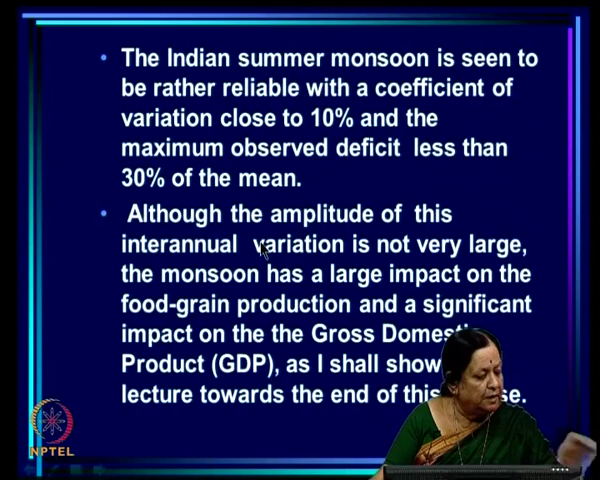 • The Indian summer monsoon is seen to
be rather reliable with a coefficient of
variation close to 10% and the
maximum observed deficit less than
30% of the mean.
• Although the amplitude of this
interannual variation is not very large,
the monsoon has a large impact on the
food-grain production and a significant
impact on the the Gross Domesti
Product (GDP), as I shall show
lecture towards the end of this se.
NPTEL